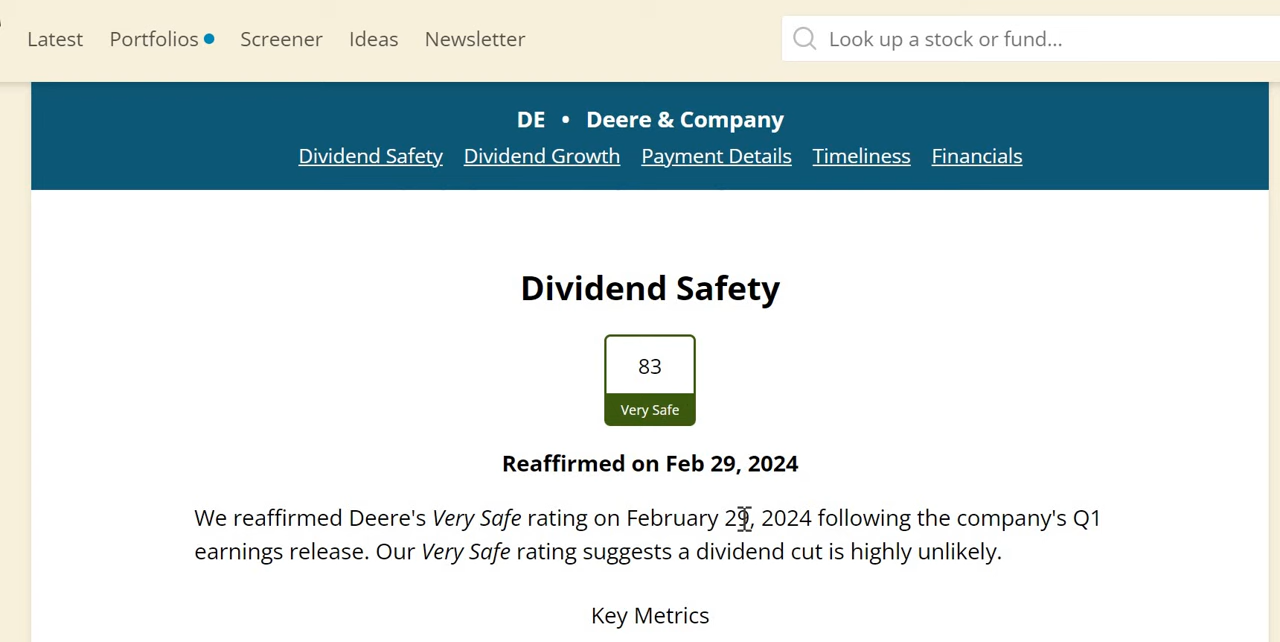 Latest Portfolios Screener Ideas Newsletter Look up a stock or fund...
DE • Deere & Company
Dividend Safety Dividend Growth Payment Details Timeliness Financials
Dividend Safety
83
Very Safe
Reaffirmed on Feb 29, 2024
We reaffirmed Deere's Very Safe rating on February 29, 2024 following the company's Q1
earnings release. Our Very Safe rating suggests a dividend cut is highly unlikely.
Key Metrics